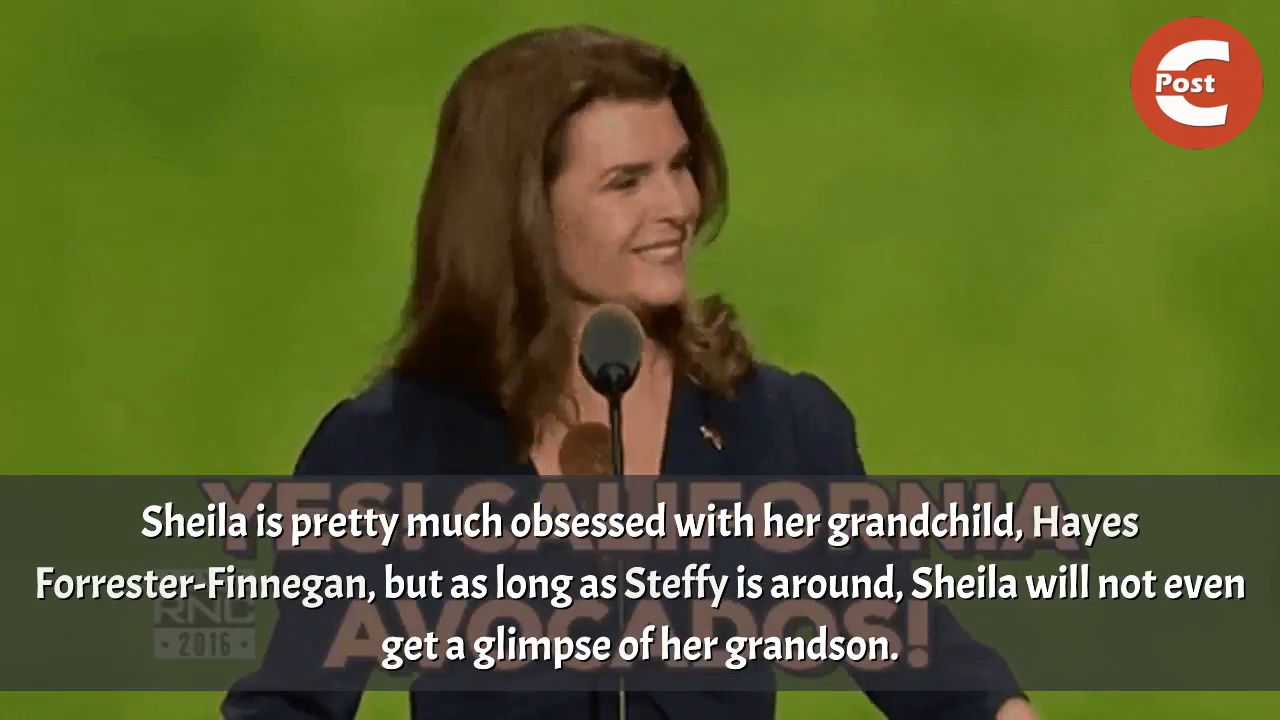 Post
YES! CALIFORNIA
AVOCADOS!
RNC
• 2016 •
Sheila is pretty much obsessed with her grandchild, Hayes
Forrester-Finnegan, but as long as Steffy is around, Sheila will not even
get a glimpse of her grandson.